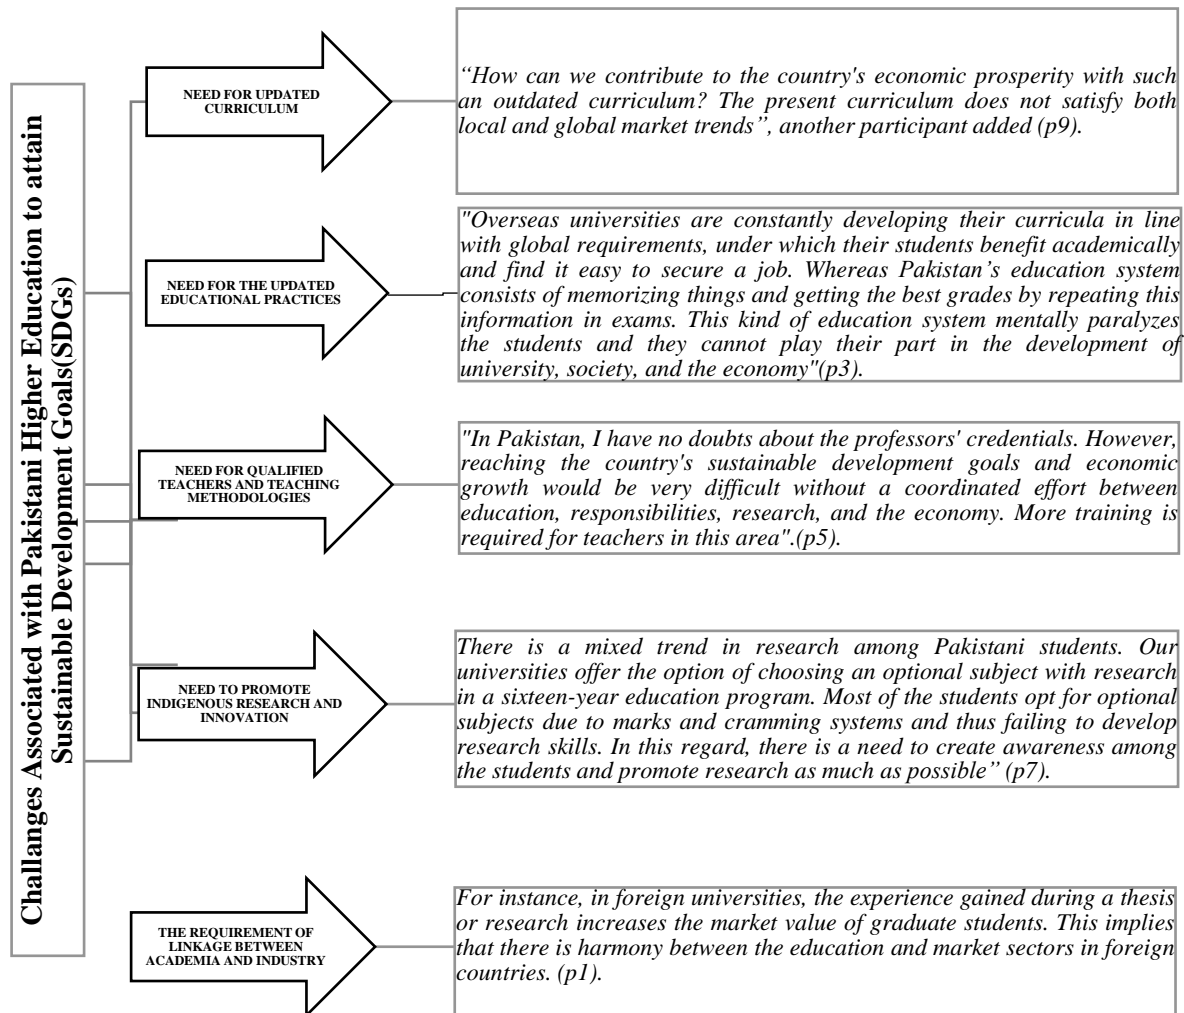 Challanges Associated with Pakistani Higher Education to attain
Sustainable Development Goals(SDGs)
NEED FOR UPDATED
CURRICULUM
“How can we contribute to the country's economic prosperity with such
an outdated curriculum? The present curriculum does not satisfy both
local and global market trends”, another participant added (p9).
NEED FOR THE UPDATED
EDUCATIONAL PRACTICES
"Overseas universities are constantly developing their curricula in line
with global requirements, under which their students benefit academically
and find it easy to secure a job. Whereas Pakistan’s education system
consists of memorizing things and getting the best grades by repeating this
information in exams. This kind of education system mentally paralyzes
the students and they cannot play their part in the development of
university, society, and the economy"(p3).
NEED FOR QUALIFIED
TEACHERS AND TEACHING
METHODOLOGIES
"In Pakistan, I have no doubts about the professors' credentials. However,
reaching the country's sustainable development goals and economic
growth would be very difficult without a coordinated effort between
education, responsibilities, research, and the economy. More training is
required for teachers in this area".(p5).
NEED TO PROMOTE
INDIGENOUS RESEARCH AND
INNOVATION
There is a mixed trend in research among Pakistani students. Our
universities offer the option of choosing an optional subject with research
in a sixteen-year education program. Most of the students opt for optional
subjects due to marks and cramming systems and thus failing to develop
research skills. In this regard, there is a need to create awareness among
the students and promote research as much as possible” (p7).
THE REQUIREMENT OF
LINKAGE BETWEEN
ACADEMIA AND INDUSTRY
For instance, in foreign universities, the experience gained during a thesis
or research increases the market value of graduate students. This implies
that there is harmony between the education and market sectors in foreign
countries. (p1).